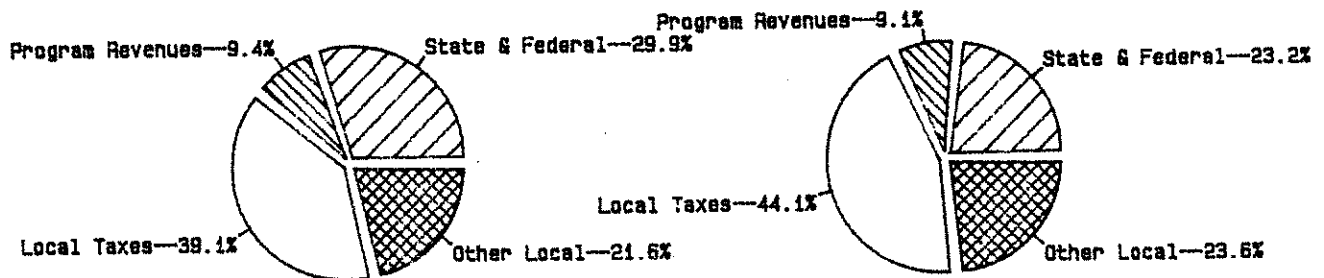 Program Revenues—9.4%
State & Federal—29.9%
Local Taxes—39.1%
Other Local—21.6%
Program Revenues—9.1%
State & Federal—23.2%
Local Taxes—44.1%
Other Local—23.6%